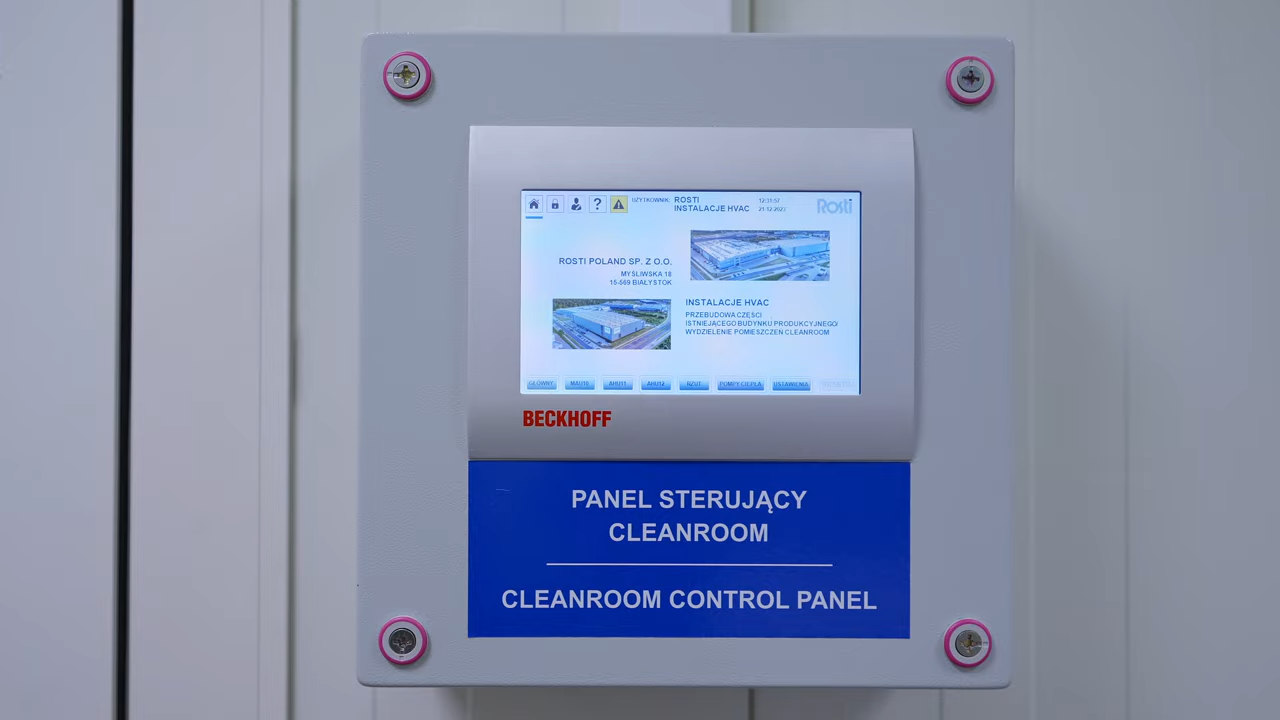 ?
UŻYTKOWNIK:
ROSTI
INSTALACJE HVAC
12:31:57
21.12.2023
Rosti
ROSTI POLAND SP. Z O.O.
MYŚLIWSKA 18
15-569 BIAŁYSTOK
INSTALACJE HVAC
PRZEBUDOWA CZĘŚCI
ISTNIEJĄCEGO BUDYNKU PRODUKCYJNEGO/
WYDZIELENIE POMIESZCZEŃ CLEANROOM
GŁÓWNY MAU10 AHU11 AHU12 RZUT POMPY CIEPŁA USTAWIENIA
BECKHOFF
PANEL STERUJĄCY
CLEANROOM
CLEANROOM CONTROL PANEL